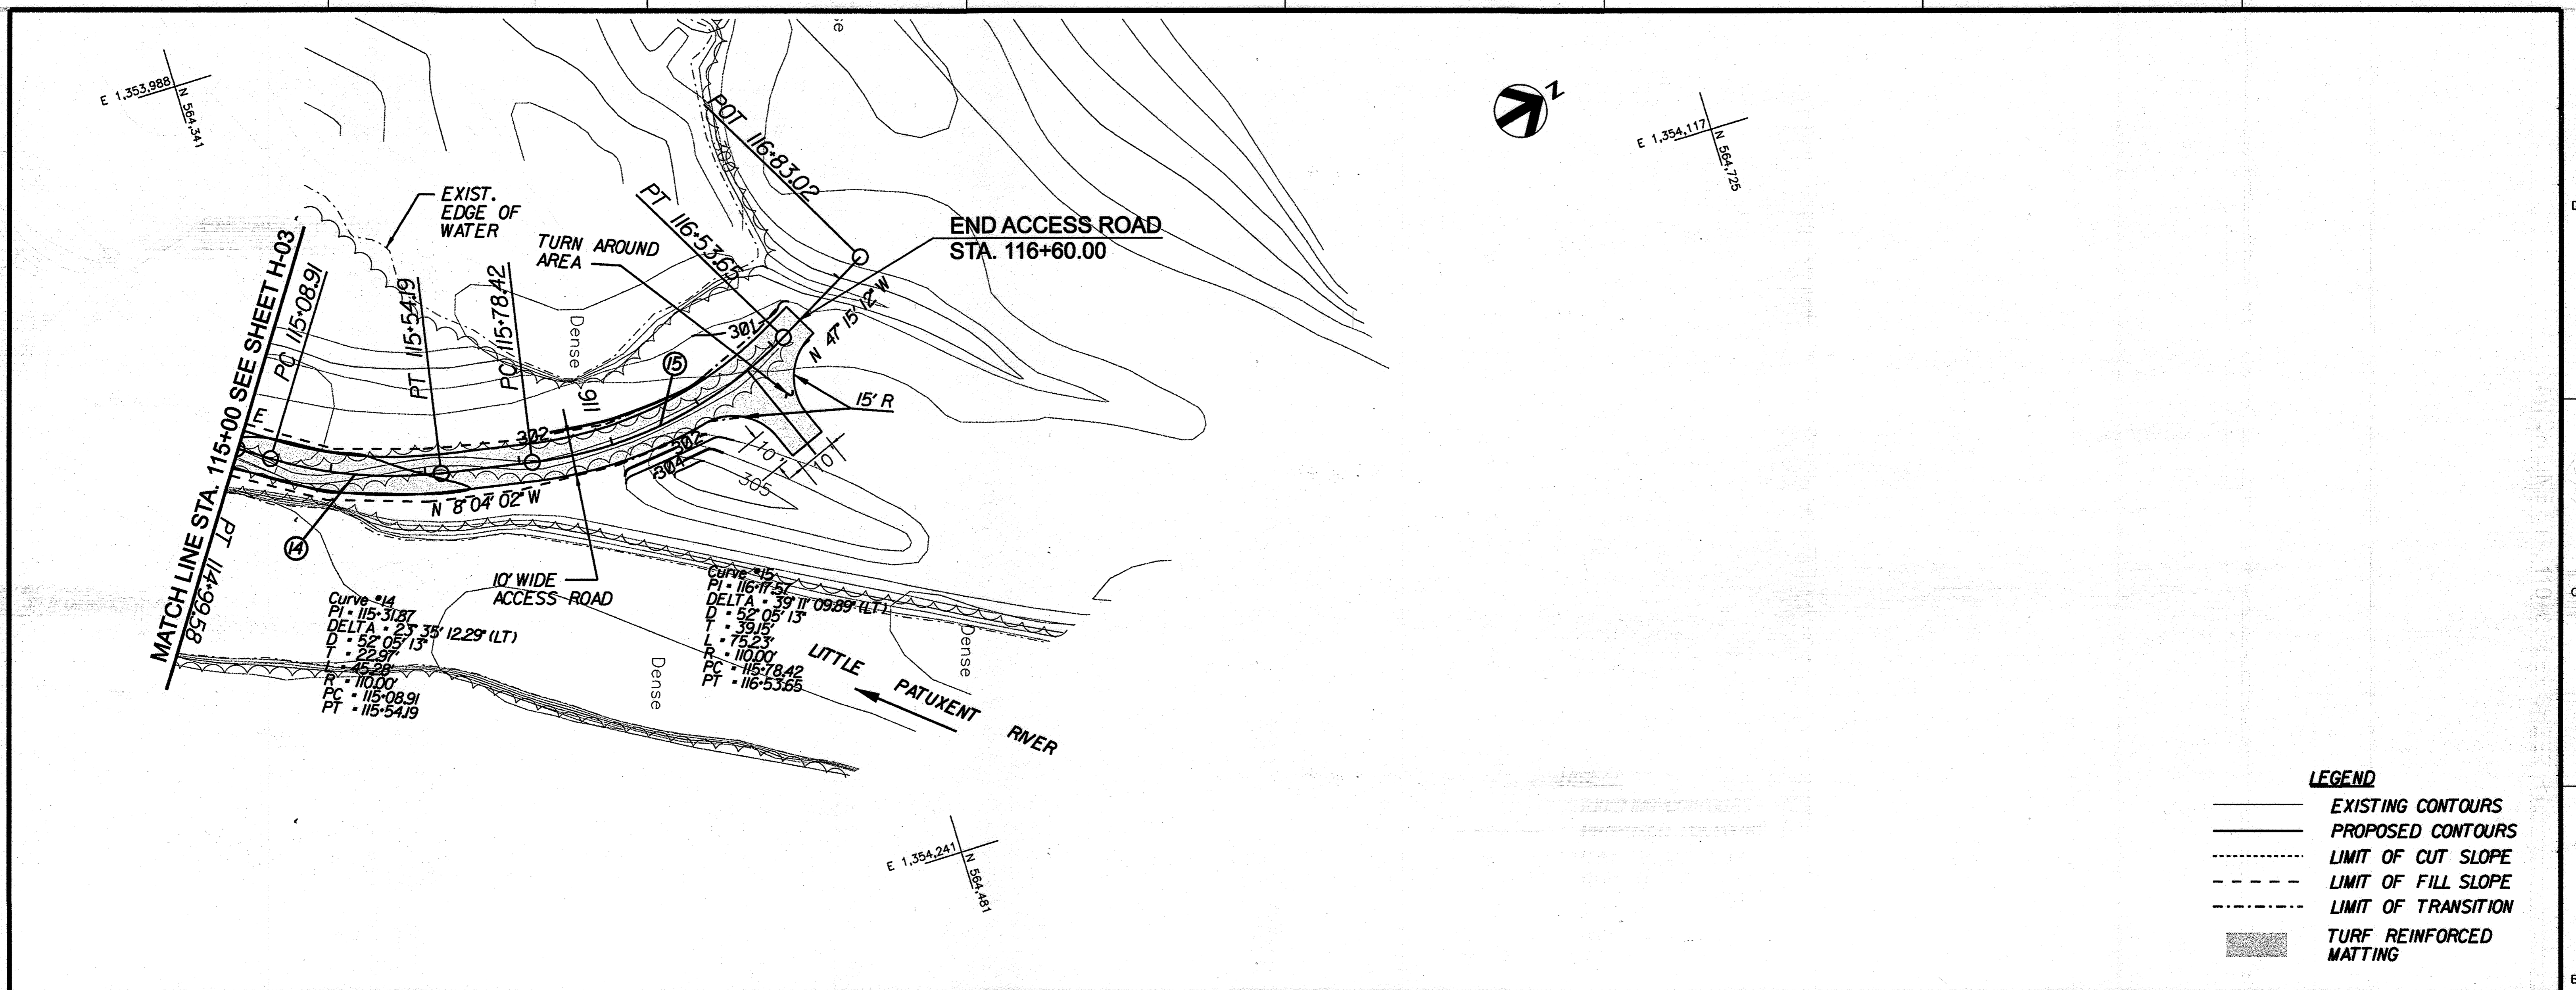 E 1,353,988
N 564,341
POT 116+83.02
PT 116+53.65
EXIST.
EDGE OF
WATER
TURN AROUND
AREA
END ACCESS ROAD
STA. 116+60.00
Z
E 1,354,117
N 564,725
MATCH LINE STA. 115+00 SEE SHEET H-03
PC 115+08.91
PT 115+54.19
PC 115+78.42
Dense
116
301
15
N 47° 15' 12" W
15' R
E
302
302
304
10'
10'
305
N 8° 04' 02" W
14
PT 114+99.58
10' WIDE
ACCESS ROAD
Curve #14
PI = 115+31.87
DELTA = 23° 35' 12.29" (LT)
D = 52° 05' 13"
T = 22.97'
L = 45.28'
R = 110.00'
PC = 115+08.91
PT = 115+54.19
Curve #15
PI = 116+17.57
DELTA = 39° 11' 09.89" (LT)
D = 52° 05' 13"
T = 39.15'
L = 75.23'
R = 110.00'
PC = 115+78.42
PT = 116+53.65
Dense
Dense
LITTLE PATUXENT RIVER
E 1,354,241
N 564,481
LEGEND
EXISTING CONTOURS
PROPOSED CONTOURS
LIMIT OF CUT SLOPE
LIMIT OF FILL SLOPE
LIMIT OF TRANSITION
TURF REINFORCED
MATTING